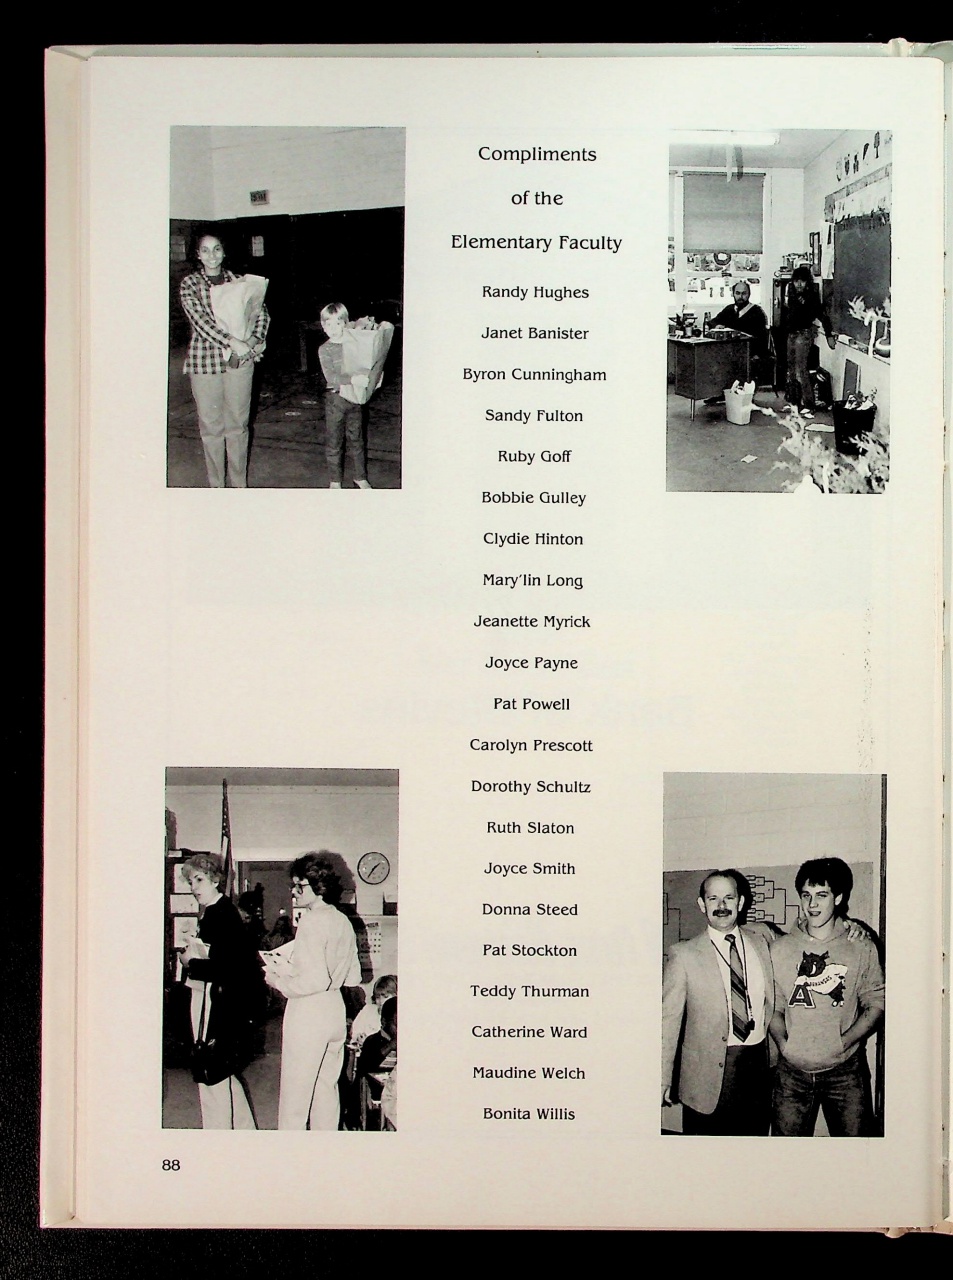 Compliments
of the
Elementary Faculty
Randy Hughes
Janet Banister
Byron Cunningham
Sandy Fulton
Ruby Goff
Bobbie Gulley
Clydie Hinton
Mary'lin Long
Jeanette Myrick
Joyce Payne
Pat Powell
Carolyn Prescott
Dorothy Schultz
Ruth Slaton
Joyce Smith
Donna Steed
Pat Stockton
Teddy Thurman
Catherine Ward
Maudine Welch
Bonita Willis
A
ARKANSAS
88